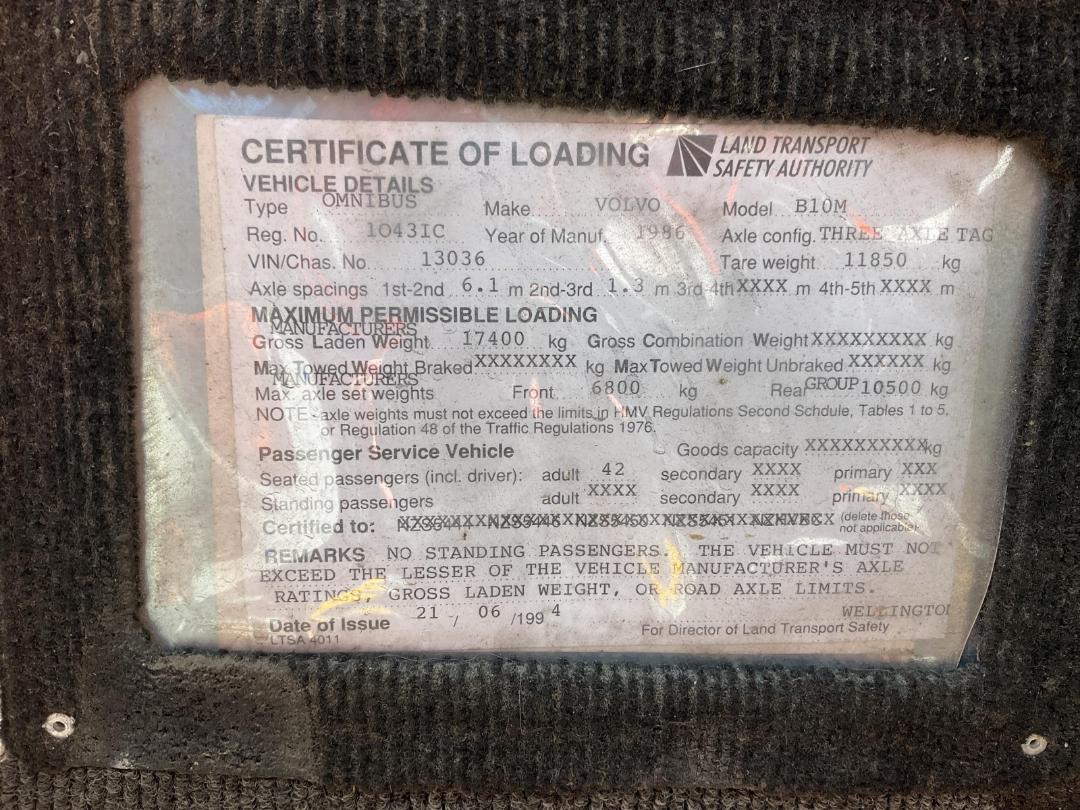 CERTIFICATE OF LOADING LAND TRANSPORT SAFETY AUTHORITY
VEHICLE DETAILS
Type OMNIBUS Make VOLVO Model B10M
Reg. No. 1043IC Year of Manuf. 1986 Axle config. THREE AXLE TAG
VIN/Chas. No. 13036 Tare weight 11850 kg
Axle spacings 1st-2nd 6.1 m 2nd-3rd 1.3 m 3rd-4th XXXX m 4th-5th XXXX m
MAXIMUM PERMISSIBLE LOADING
MANUFACTURERS
Gross Laden Weight 17400 kg Gross Combination Weight XXXXXXXXX kg
Max Towed Weight Braked XXXXXXXX kg Max Towed Weight Unbraked XXXXXX kg
MANUFACTURERS
Max. axle set weights Front 6800 kg Rear GROUP 10500 kg
NOTE - axle weights must not exceed the limits in HMV Regulations Second Schdule, Tables 1 to 5,
or Regulation 48 of the Traffic Regulations 1976.
Passenger Service Vehicle Goods capacity XXXXXXXXXX kg
Seated passengers (incl. driver): adult 42 secondary XXXX primary XXX
Standing passengers adult XXXX secondary XXXX primary XXXX
Certified to: (delete those
not applicable)
REMARKS NO STANDING PASSENGERS. THE VEHICLE MUST NOT
EXCEED THE LESSER OF THE VEHICLE MANUFACTURER'S AXLE
RATINGS, GROSS LADEN WEIGHT, OR ROAD AXLE LIMITS.
Date of Issue 21 / 06 /199 4 WELLINGTON
LTSA 4011 For Director of Land Transport Safety